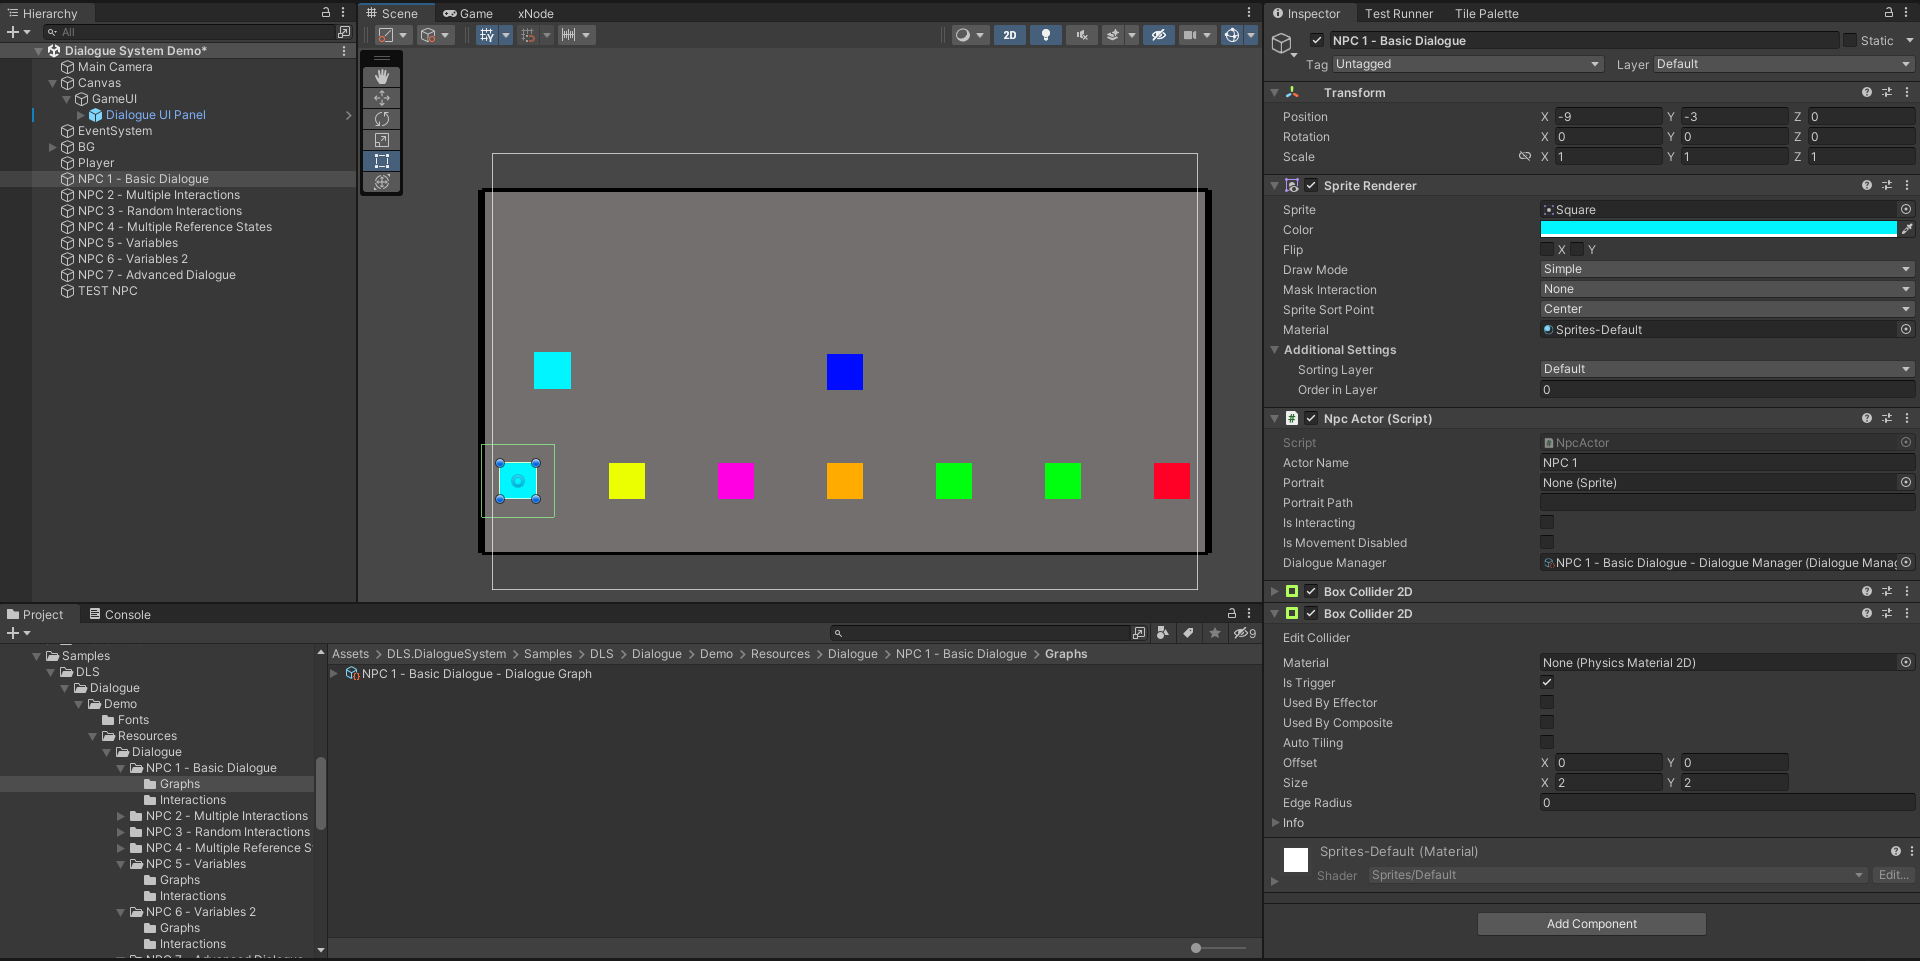 Hierarchy
All
Dialogue System Demo*
Main Camera
Canvas
GameUI
Dialogue UI Panel
EventSystem
BG
Player
NPC 1 - Basic Dialogue
NPC 2 - Multiple Interactions
NPC 3 - Random Interactions
NPC 4 - Multiple Reference States
NPC 5 - Variables
NPC 6 - Variables 2
NPC 7 - Advanced Dialogue
TEST NPC
Scene Game xNode
2D
Project Console
9
Samples
DLS
Dialogue
Demo
Fonts
Resources
Dialogue
NPC 1 - Basic Dialogue
Graphs
Interactions
NPC 2 - Multiple Interactions
NPC 3 - Random Interactions
NPC 4 - Multiple Reference S
NPC 5 - Variables
Graphs
Interactions
NPC 6 - Variables 2
Graphs
Interactions
Assets > DLS.DialogueSystem > Samples > DLS > Dialogue > Demo > Resources > Dialogue > NPC 1 - Basic Dialogue > Graphs
NPC 1 - Basic Dialogue - Dialogue Graph
Inspector Test Runner Tile Palette
NPC 1 - Basic Dialogue Static
Tag Untagged Layer Default
Transform
Position X -9 Y -3 Z 0
Rotation X 0 Y 0 Z 0
Scale X 1 Y 1 Z 1
Sprite Renderer
Sprite Square
Color
Flip X Y
Draw Mode Simple
Mask Interaction None
Sprite Sort Point Center
Material Sprites-Default
Additional Settings
Sorting Layer Default
Order in Layer 0
# Npc Actor (Script)
Script NpcActor
Actor Name NPC 1
Portrait None (Sprite)
Portrait Path
Is Interacting
Is Movement Disabled
Dialogue Manager NPC 1 - Basic Dialogue - Dialogue Manager (Dialogue Manag
Box Collider 2D
Box Collider 2D
Edit Collider
Material None (Physics Material 2D)
Is Trigger
Used By Effector
Used By Composite
Auto Tiling
Offset X 0 Y 0
Size X 2 Y 2
Edge Radius 0
Info
Sprites-Default (Material)
Shader Sprites/Default Edit...
Add Component